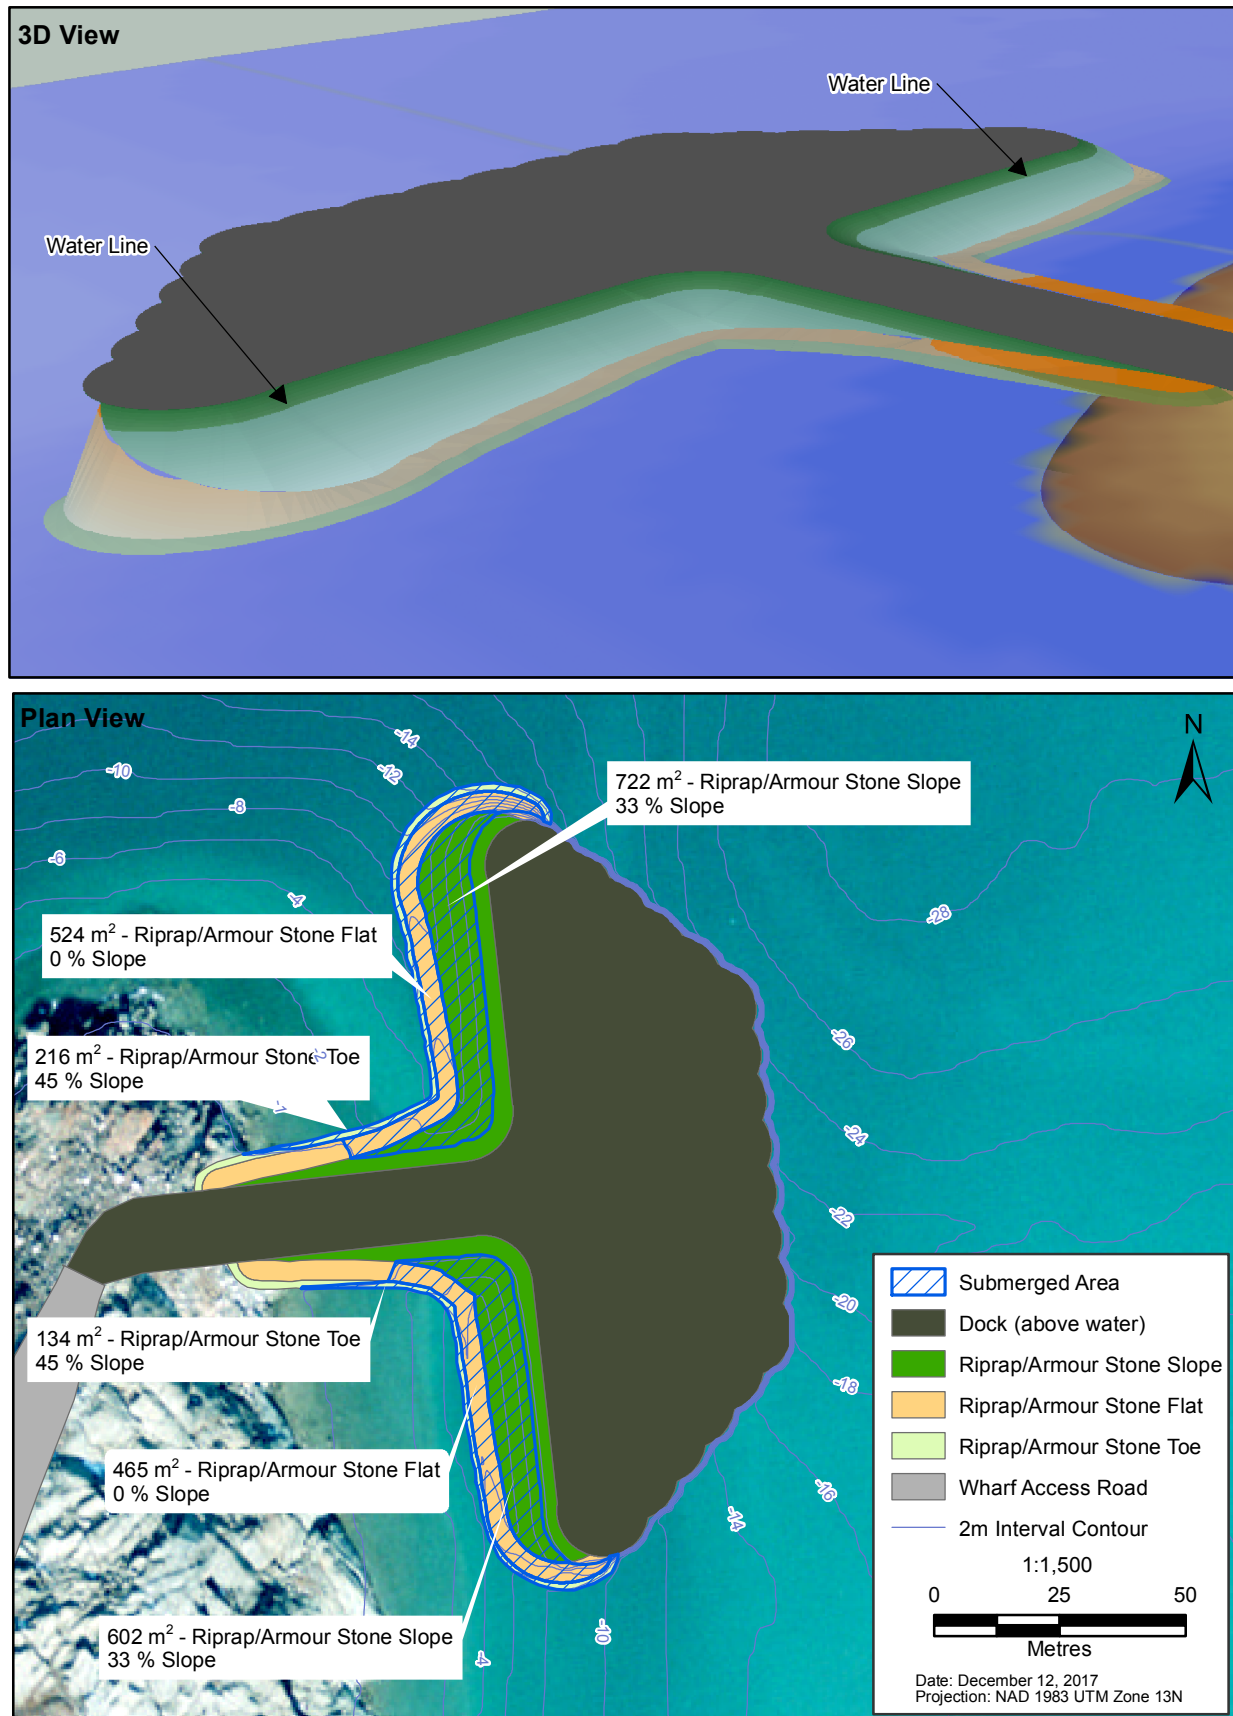 3D View
Water Line
Water Line
Plan View
N
722 m² - Riprap/Armour Stone Slope
33 % Slope
524 m² - Riprap/Armour Stone Flat
0 % Slope
216 m² - Riprap/Armour Stone Toe
45 % Slope
134 m² - Riprap/Armour Stone Toe
45 % Slope
465 m² - Riprap/Armour Stone Flat
0 % Slope
602 m² - Riprap/Armour Stone Slope
33 % Slope
-14
-12
-10
-8
-6
-4
-2
-1
-28
-26
-24
-22
-20
-18
-16
-14
-10
-4
Submerged Area
Dock (above water)
Riprap/Armour Stone Slope
Riprap/Armour Stone Flat
Riprap/Armour Stone Toe
Wharf Access Road
2m Interval Contour
1:1,500
0 25 50
Metres
Date: December 12, 2017
Projection: NAD 1983 UTM Zone 13N